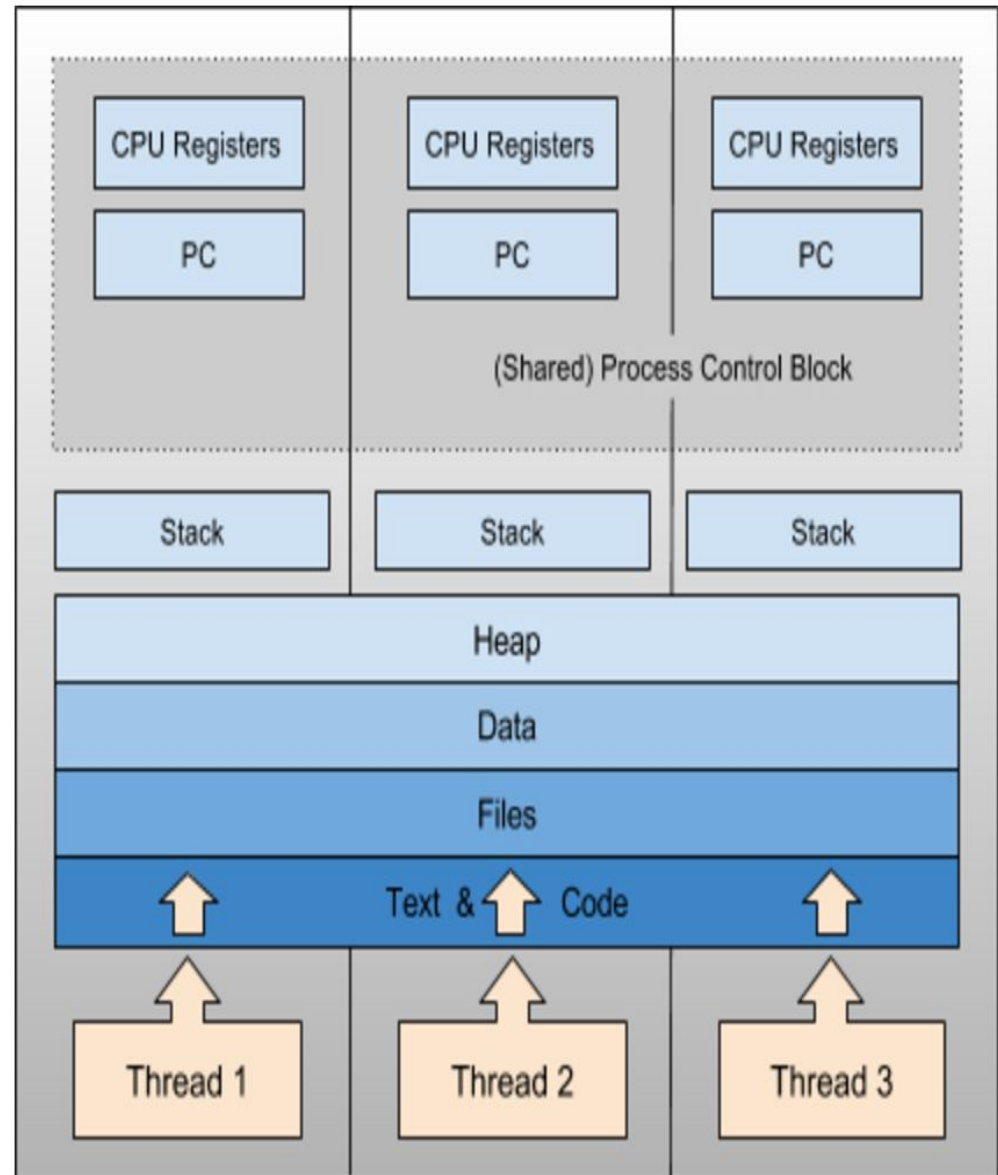 CPU Registers CPU Registers CPU Registers
PC PC PC
(Shared) Process Control Block
Stack Stack Stack
Heap
Data
Files
Text & Code
Thread 1 Thread 2 Thread 3